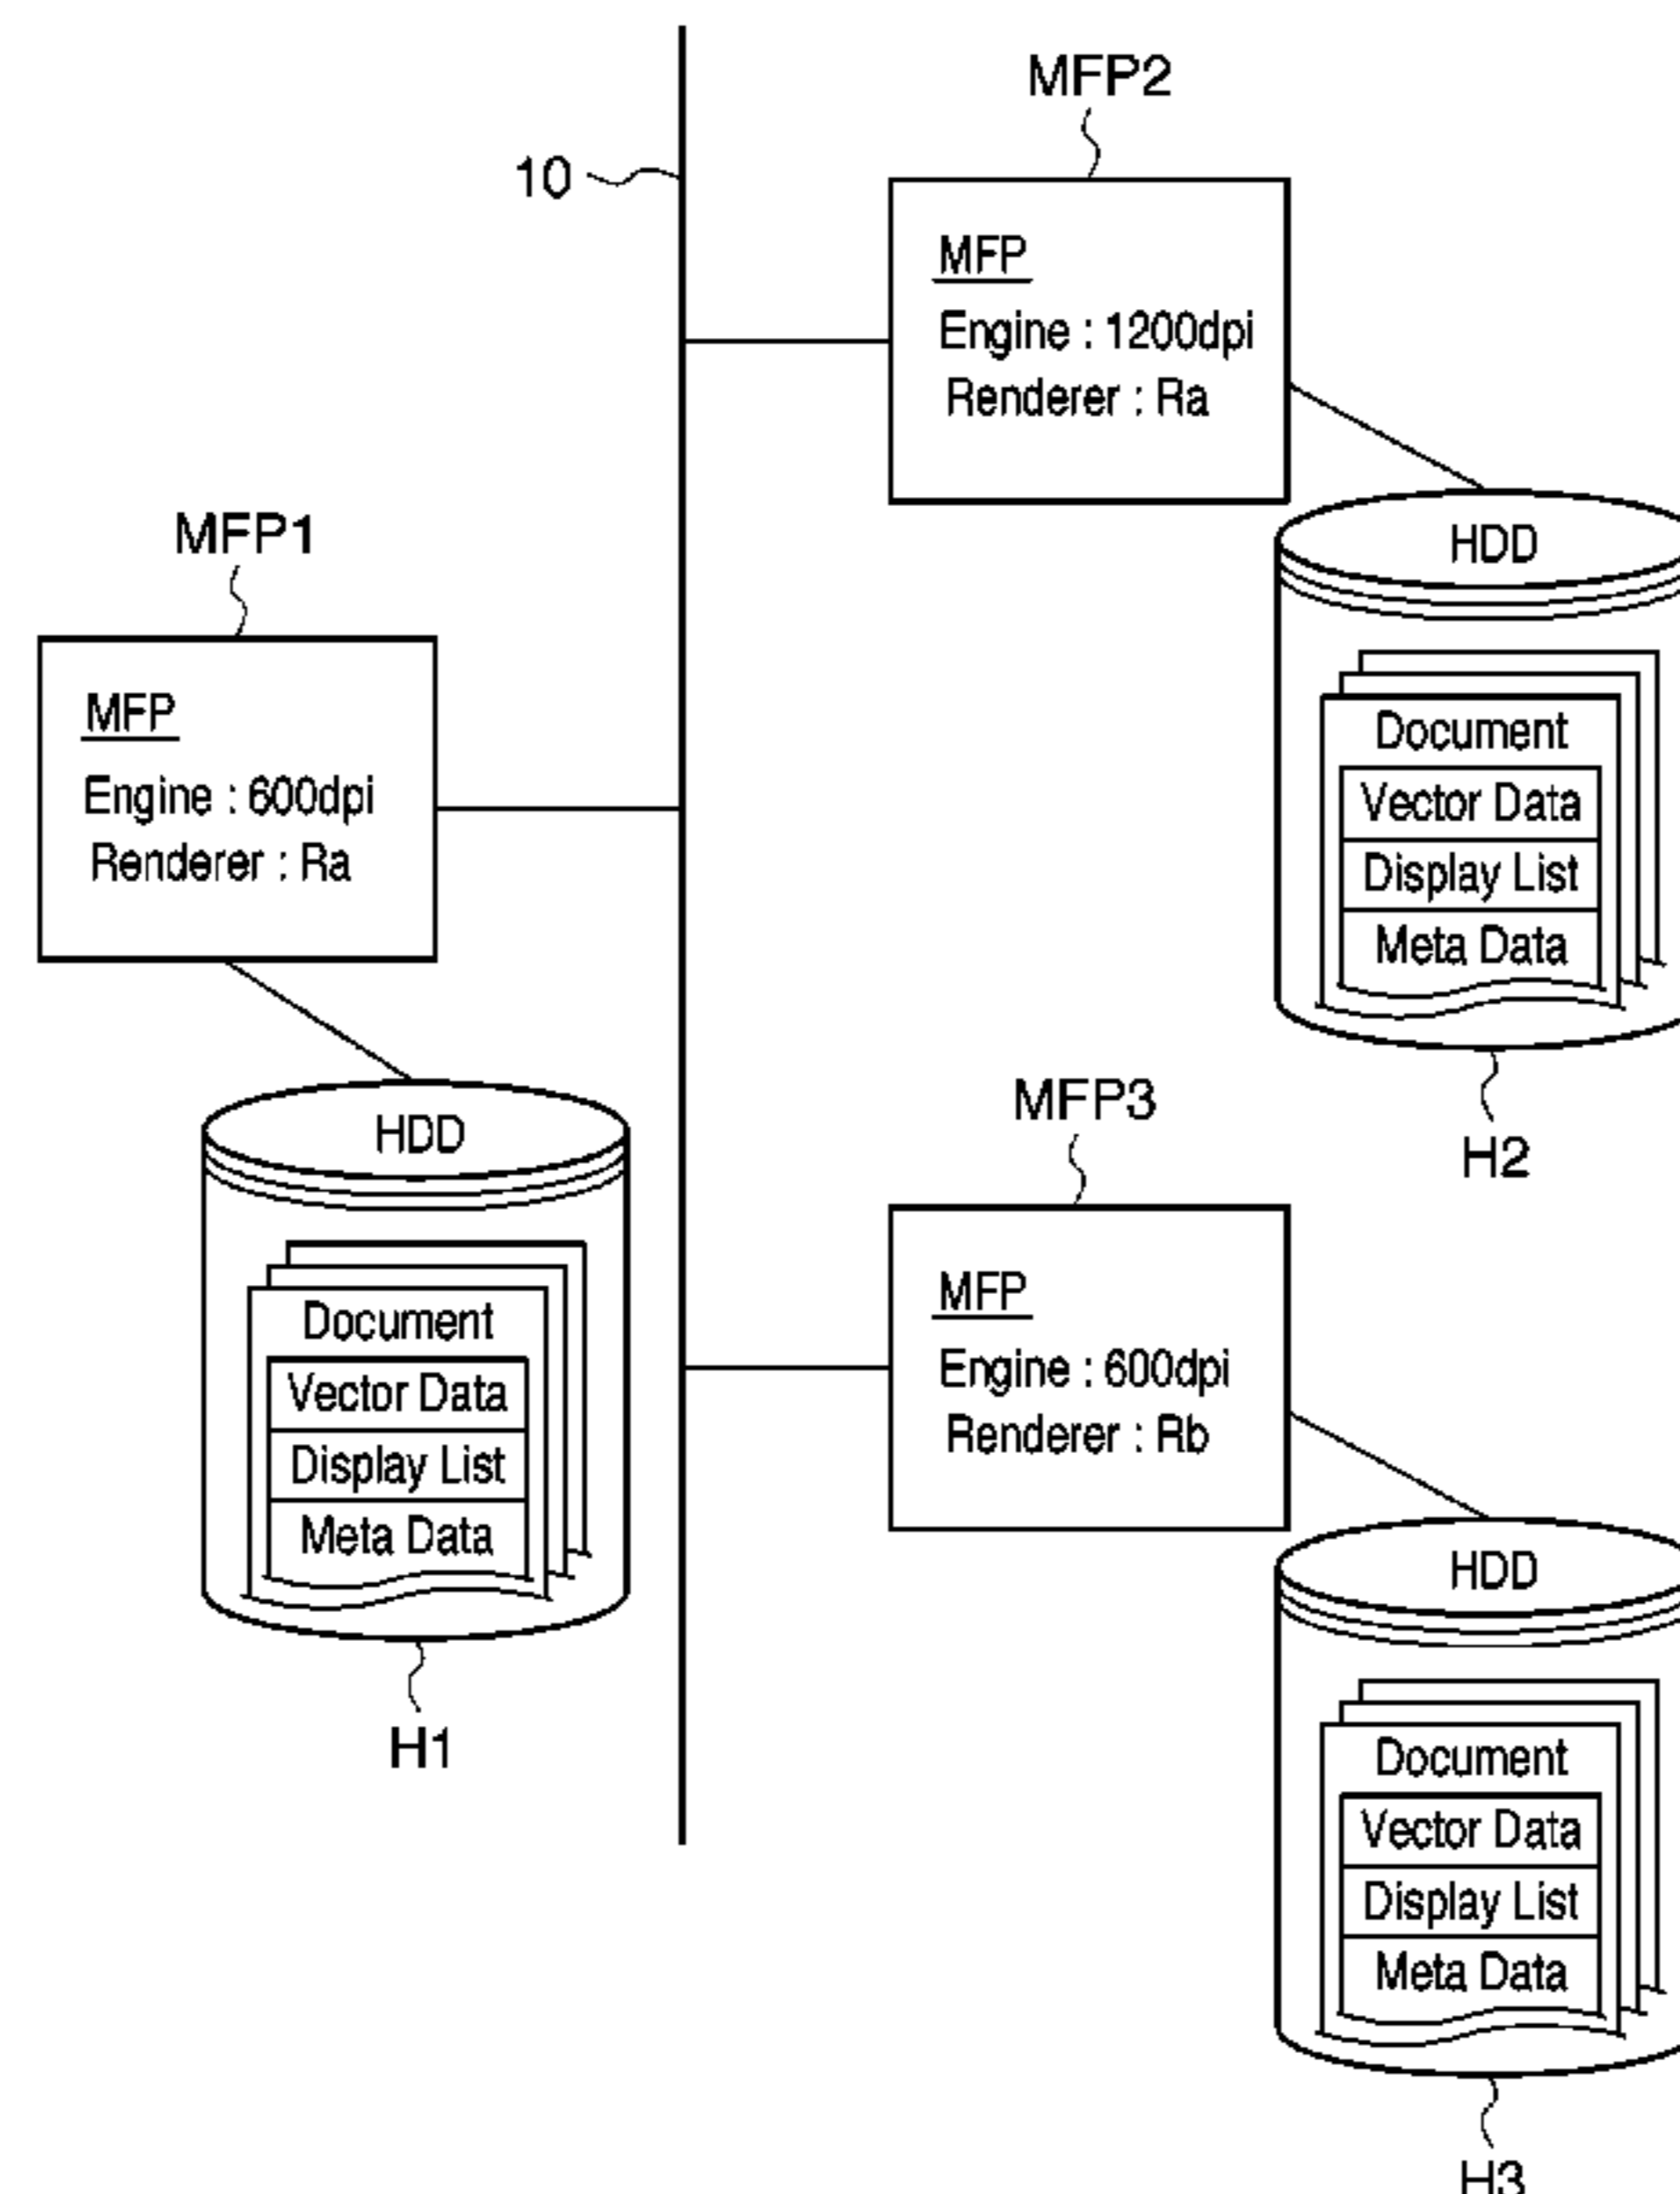 MFP2
10
MFP
Engine : 1200dpi
Renderer : Ra
HDD
Document
Vector Data
Display List
Meta Data
H2
MFP1
MFP
Engine : 600dpi
Renderer : Ra
HDD
Document
Vector Data
Display List
Meta Data
H1
MFP3
MFP
Engine : 600dpi
Renderer : Rb
HDD
Document
Vector Data
Display List
Meta Data
H3